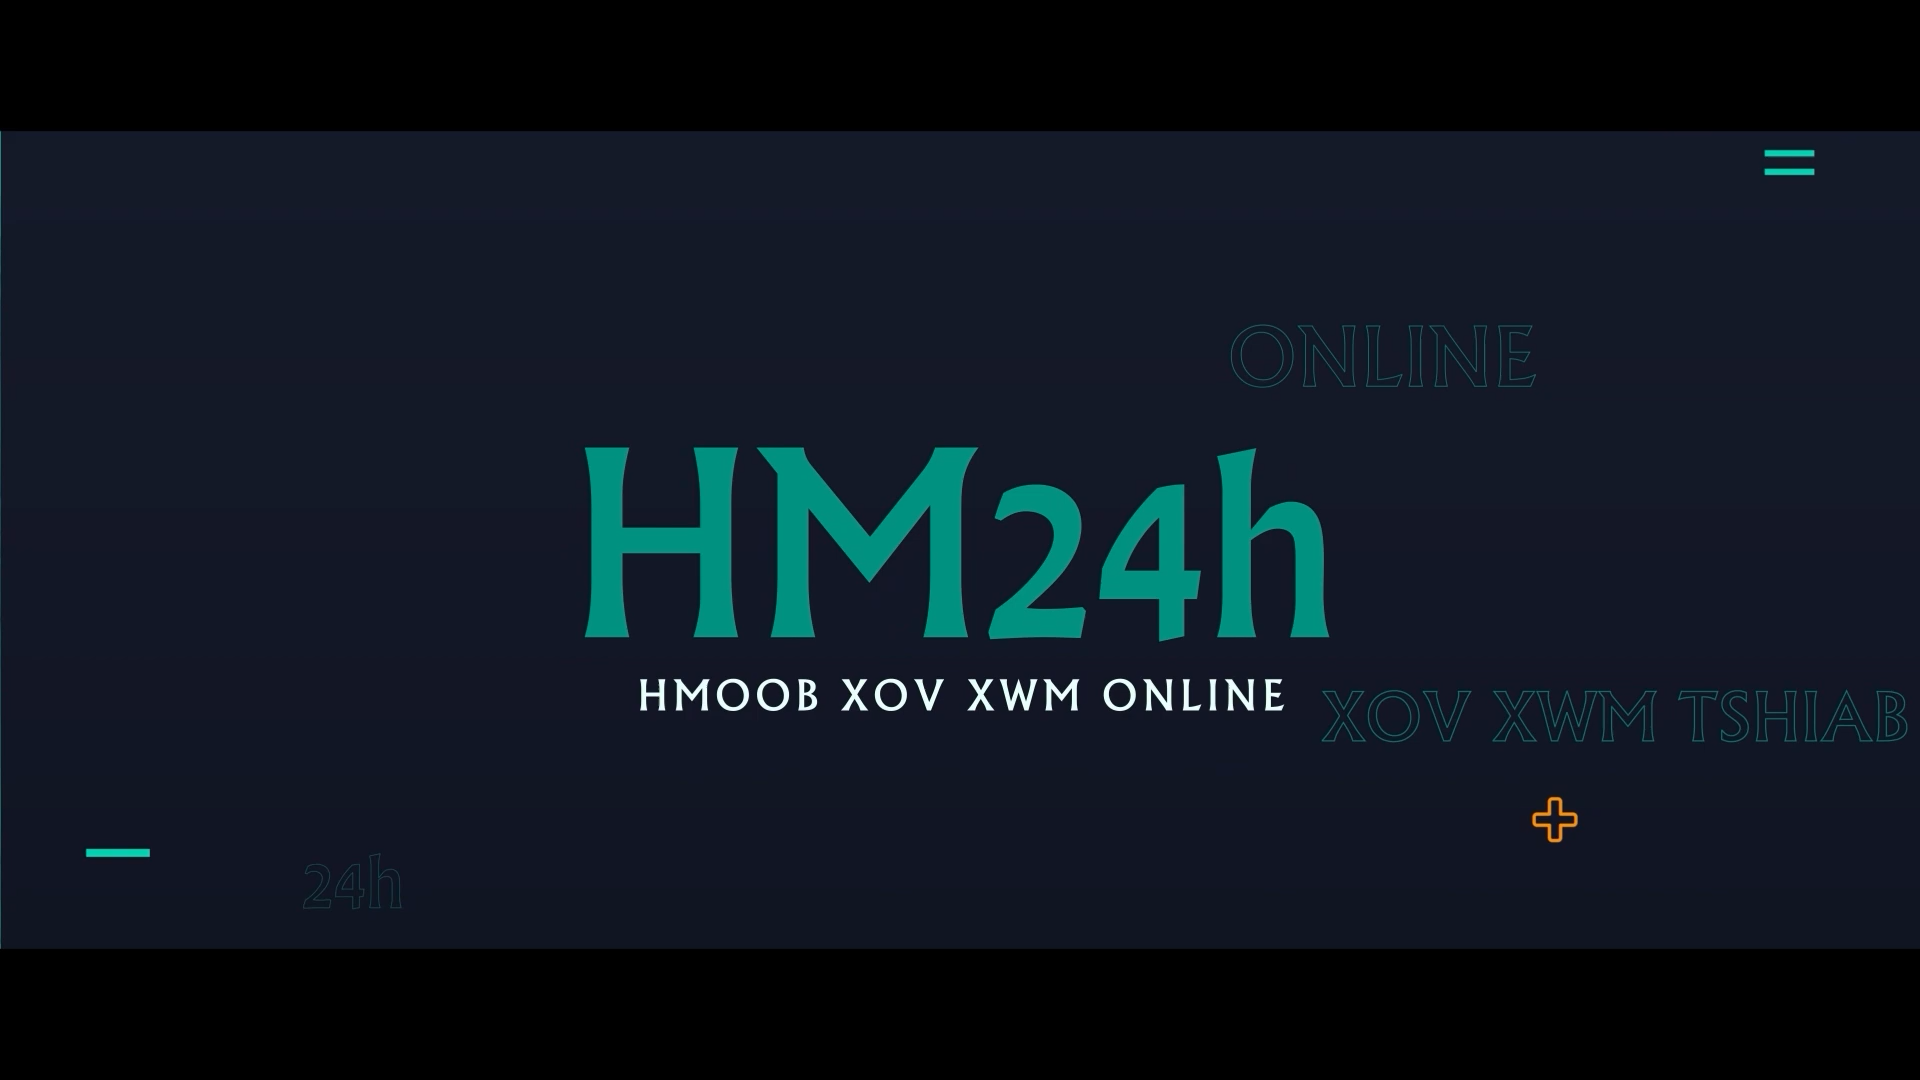 ONLINE
HM24h
HMOOB XOV XWM ONLINE
XOV XWM TSHIAB
24h